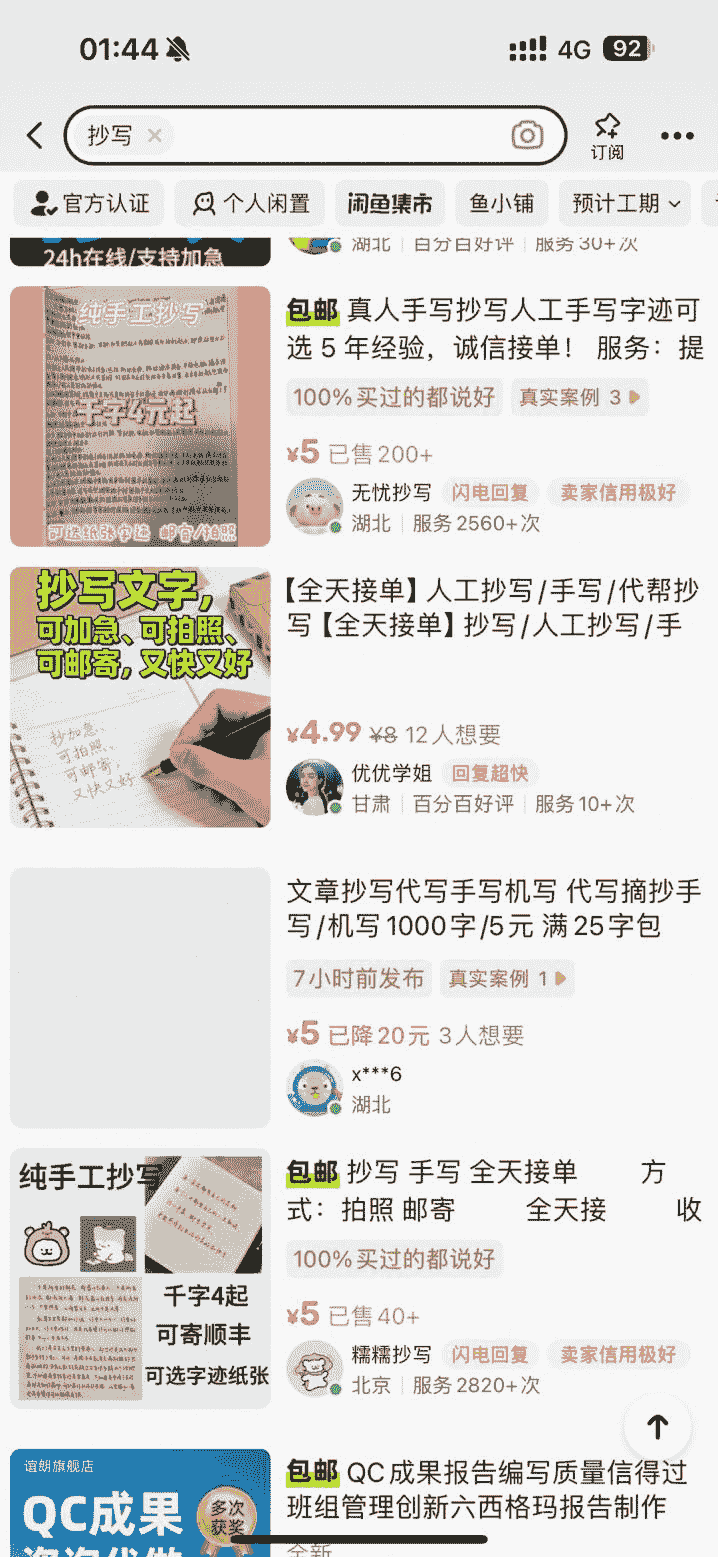 01:44
4G
92
抄写
订阅
官方认证
个人闲置
闲鱼集市
鱼小铺
预计工期
24h在线/支持加急
湖北 百分百好评 服务30+次
纯手工抄写
千字4元起
可选纸张字迹 邮寄/拍照
包邮 真人手写抄写人工手写字迹可
选 5 年经验，诚信接单！ 服务：提
100%买过的都说好
真实案例 3
¥5 已售200+
无忧抄写
闪电回复
卖家信用极好
湖北 服务2560+次
抄写文字，
可加急、可拍照、
可邮寄，又快又好
抄加急、
可拍照、
可邮寄，
又快又好
【全天接单】人工抄写/手写/代帮抄
写【全天接单】抄写/人工抄写/手
¥4.99 ¥8 12人想要
优优学姐
回复超快
甘肃 百分百好评 服务10+次
文章抄写代写手写机写 代写摘抄手
写/机写1000字/5元 满25字包
7小时前发布
真实案例 1
¥5 已降20元 3人想要
x***6
湖北
纯手工抄写
千字4起
可寄顺丰
可选字迹纸张
包邮 抄写 手写 全天接单 方
式：拍照 邮寄 全天接 收
100%买过的都说好
¥5 已售40+
糯糯抄写
闪电回复
卖家信用极好
北京 服务2820+次
谊朗旗舰店
QC成果
多次
获奖
咨询代做
包邮 QC成果报告编写质量信得过
班组管理创新六西格玛报告制作
全新